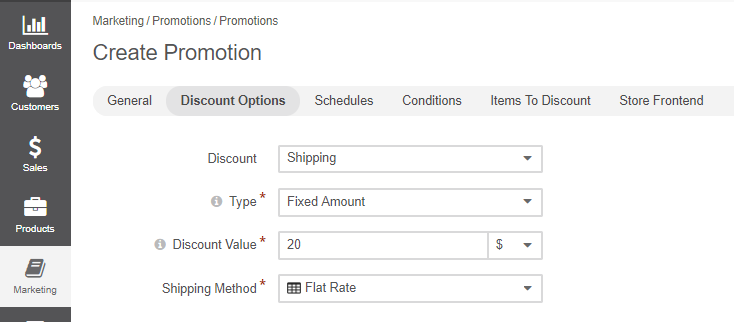 Dashboards
Customers
Sales
Products
Marketing
Marketing / Promotions / Promotions
Create Promotion
General Discount Options Schedules Conditions Items To Discount Store Frontend
Discount Shipping
Type * Fixed Amount
Discount Value * 20 $
Shipping Method * Flat Rate